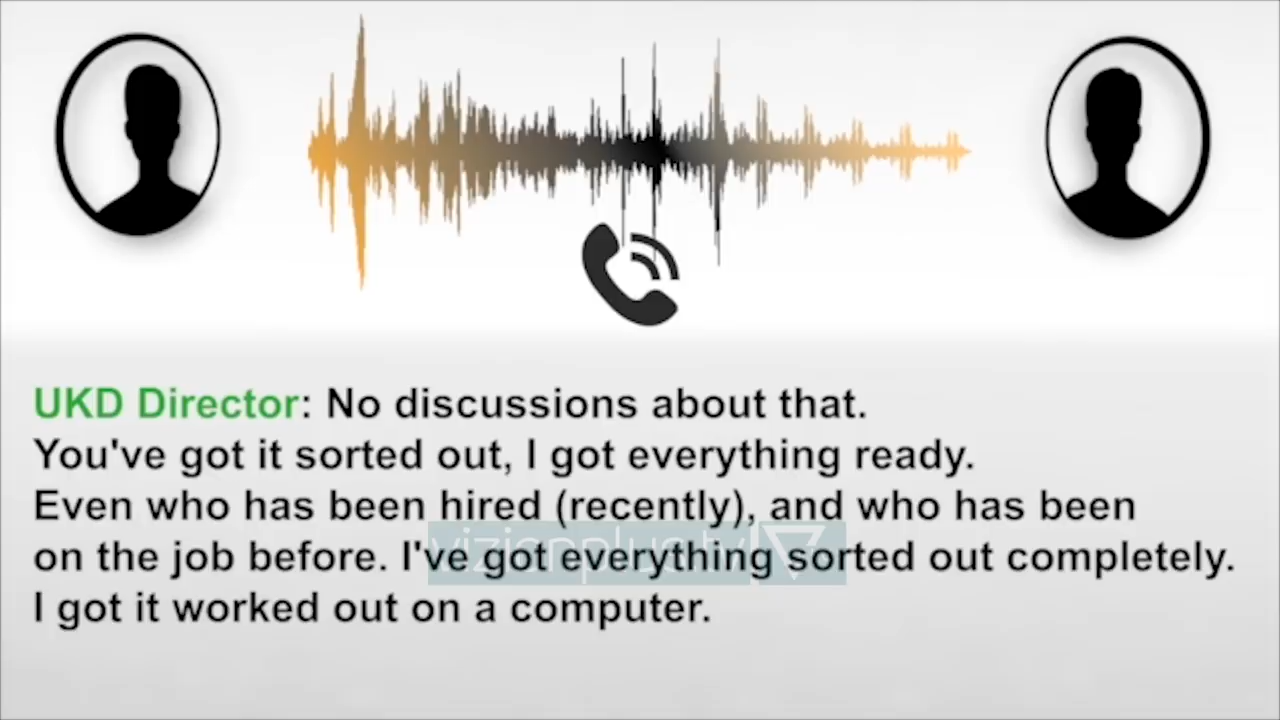 UKD Director: No discussions about that.
You've got it sorted out, I got everything ready.
Even who has been hired (recently), and who has been
on the job before. I've got everything sorted out completely.
I got it worked out on a computer.
vizionplus.tv